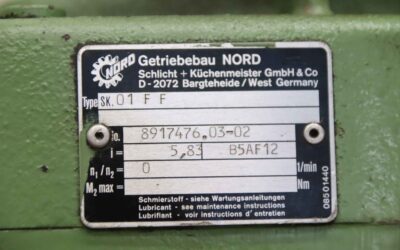 NORD
Getriebebau NORD
Schlicht + Küchenmeister GmbH & Co
D - 2072 Bargteheide / West Germany
Type SK. 01 F F
No. 8917476.03-02
i = 5,83 B5AF12
n1 / n2 = 0 1/min
M2 max = Nm
Schmierstoff - siehe Wartungsanleitungen
Lubricant - see maintenance instructions
Lubrifiant - voir instructions d'entretien
08501440